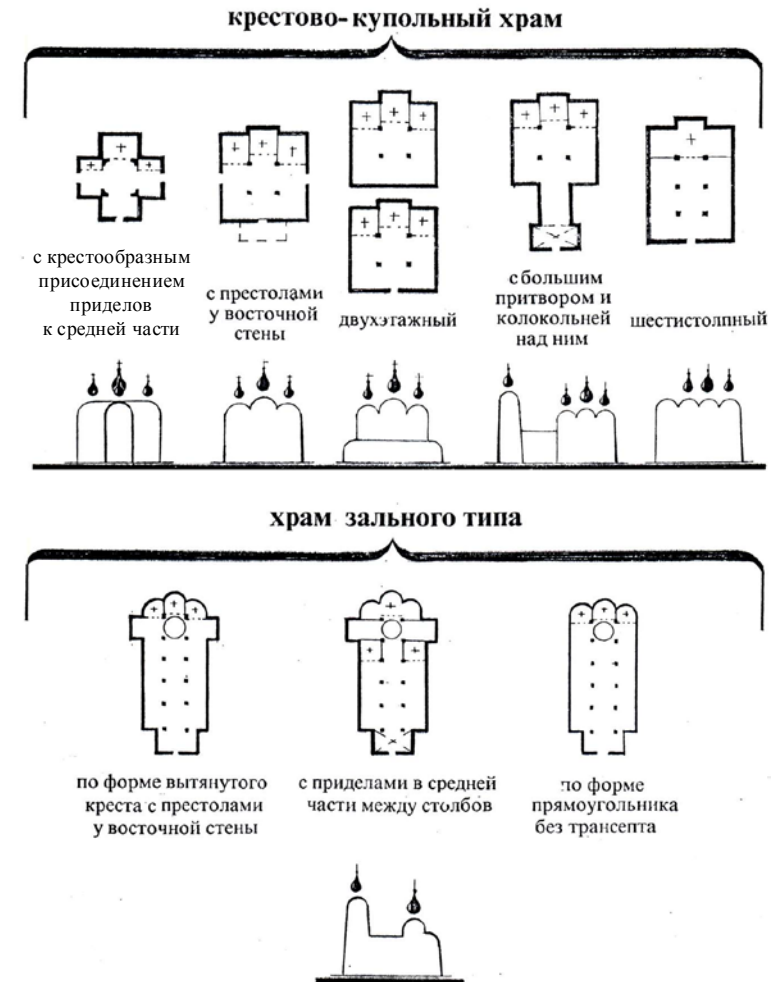 крестово-купольный храм
с крестообразным
присоединением
приделов
к средней части
с престолами
у восточной
стены
двухэтажный
с большим
притвором и
колокольней
над ним
шестистолпный
храм зального типа
по форме вытянутого
креста с престолами
у восточной стены
с приделами в средней
части между столбов
по форме
прямоугольника
без трансепта